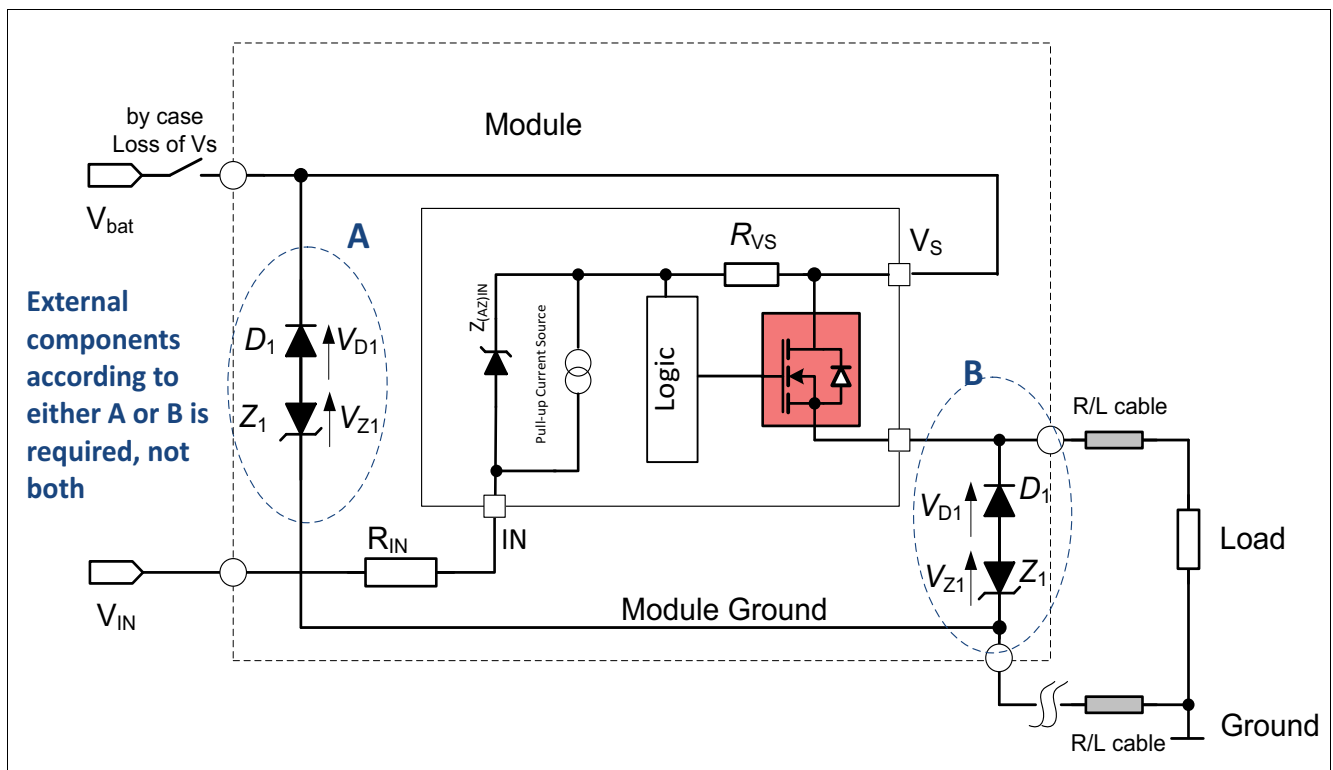 Module
by case
Loss of Vs
Vbat
A
External
components
according to
either A or B is
required, not
both
D1
VD1
Z1
VZ1
Z(AZ)IN
Pull-up Current Source
Logic
RVS
VS
IN
RIN
VIN
Module Ground
B
VD1
D1
VZ1
Z1
R/L cable
Load
Ground
R/L cable